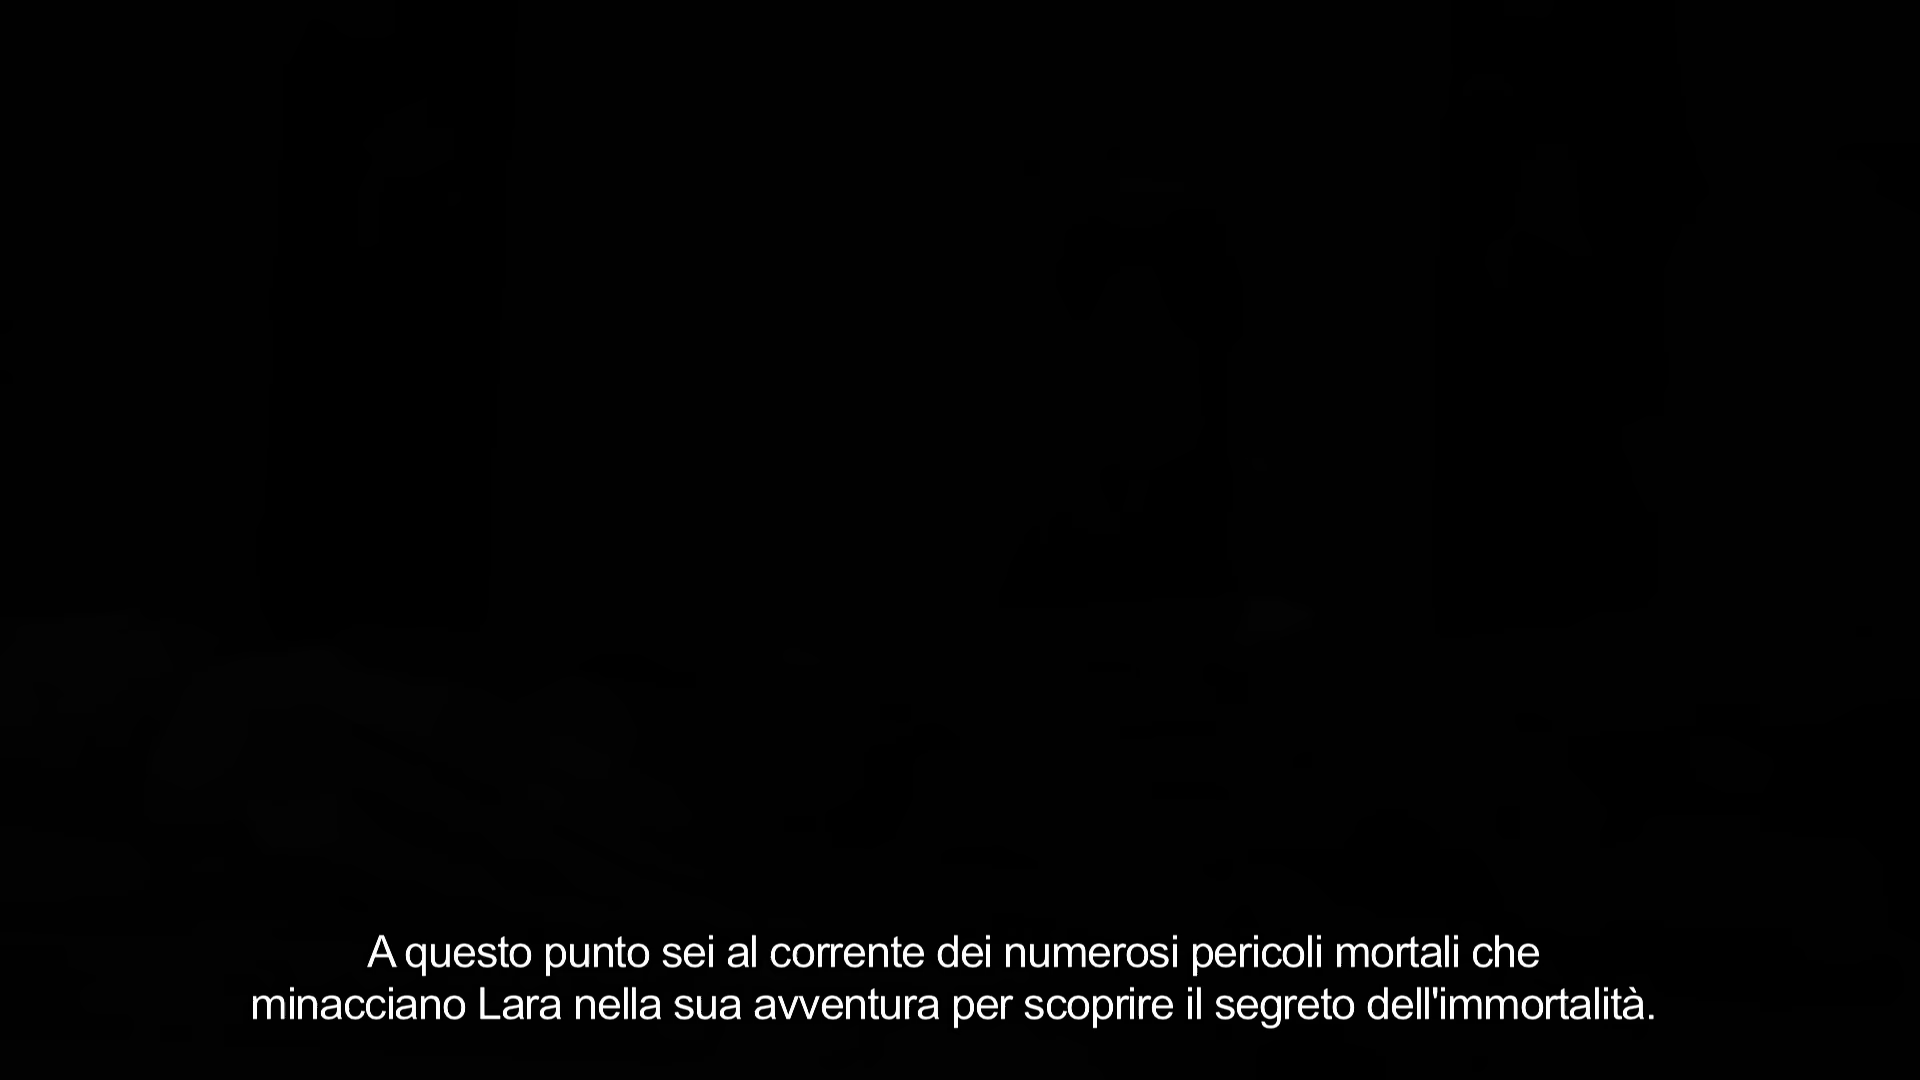 A questo punto sei al corrente dei numerosi pericoli mortali che
minacciano Lara nella sua avventura per scoprire il segreto dell'immortalità.